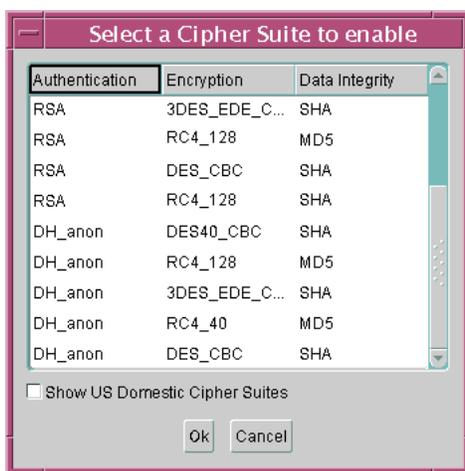 Select a Cipher Suite to enable
Authentication Encryption Data Integrity
RSA 3DES_EDE_C... SHA
RSA RC4_128 MD5
RSA DES_CBC SHA
RSA RC4_128 SHA
DH_anon DES40_CBC SHA
DH_anon RC4_128 MD5
DH_anon 3DES_EDE_C... SHA
DH_anon RC4_40 MD5
DH_anon DES_CBC SHA
Show US Domestic Cipher Suites
Ok Cancel